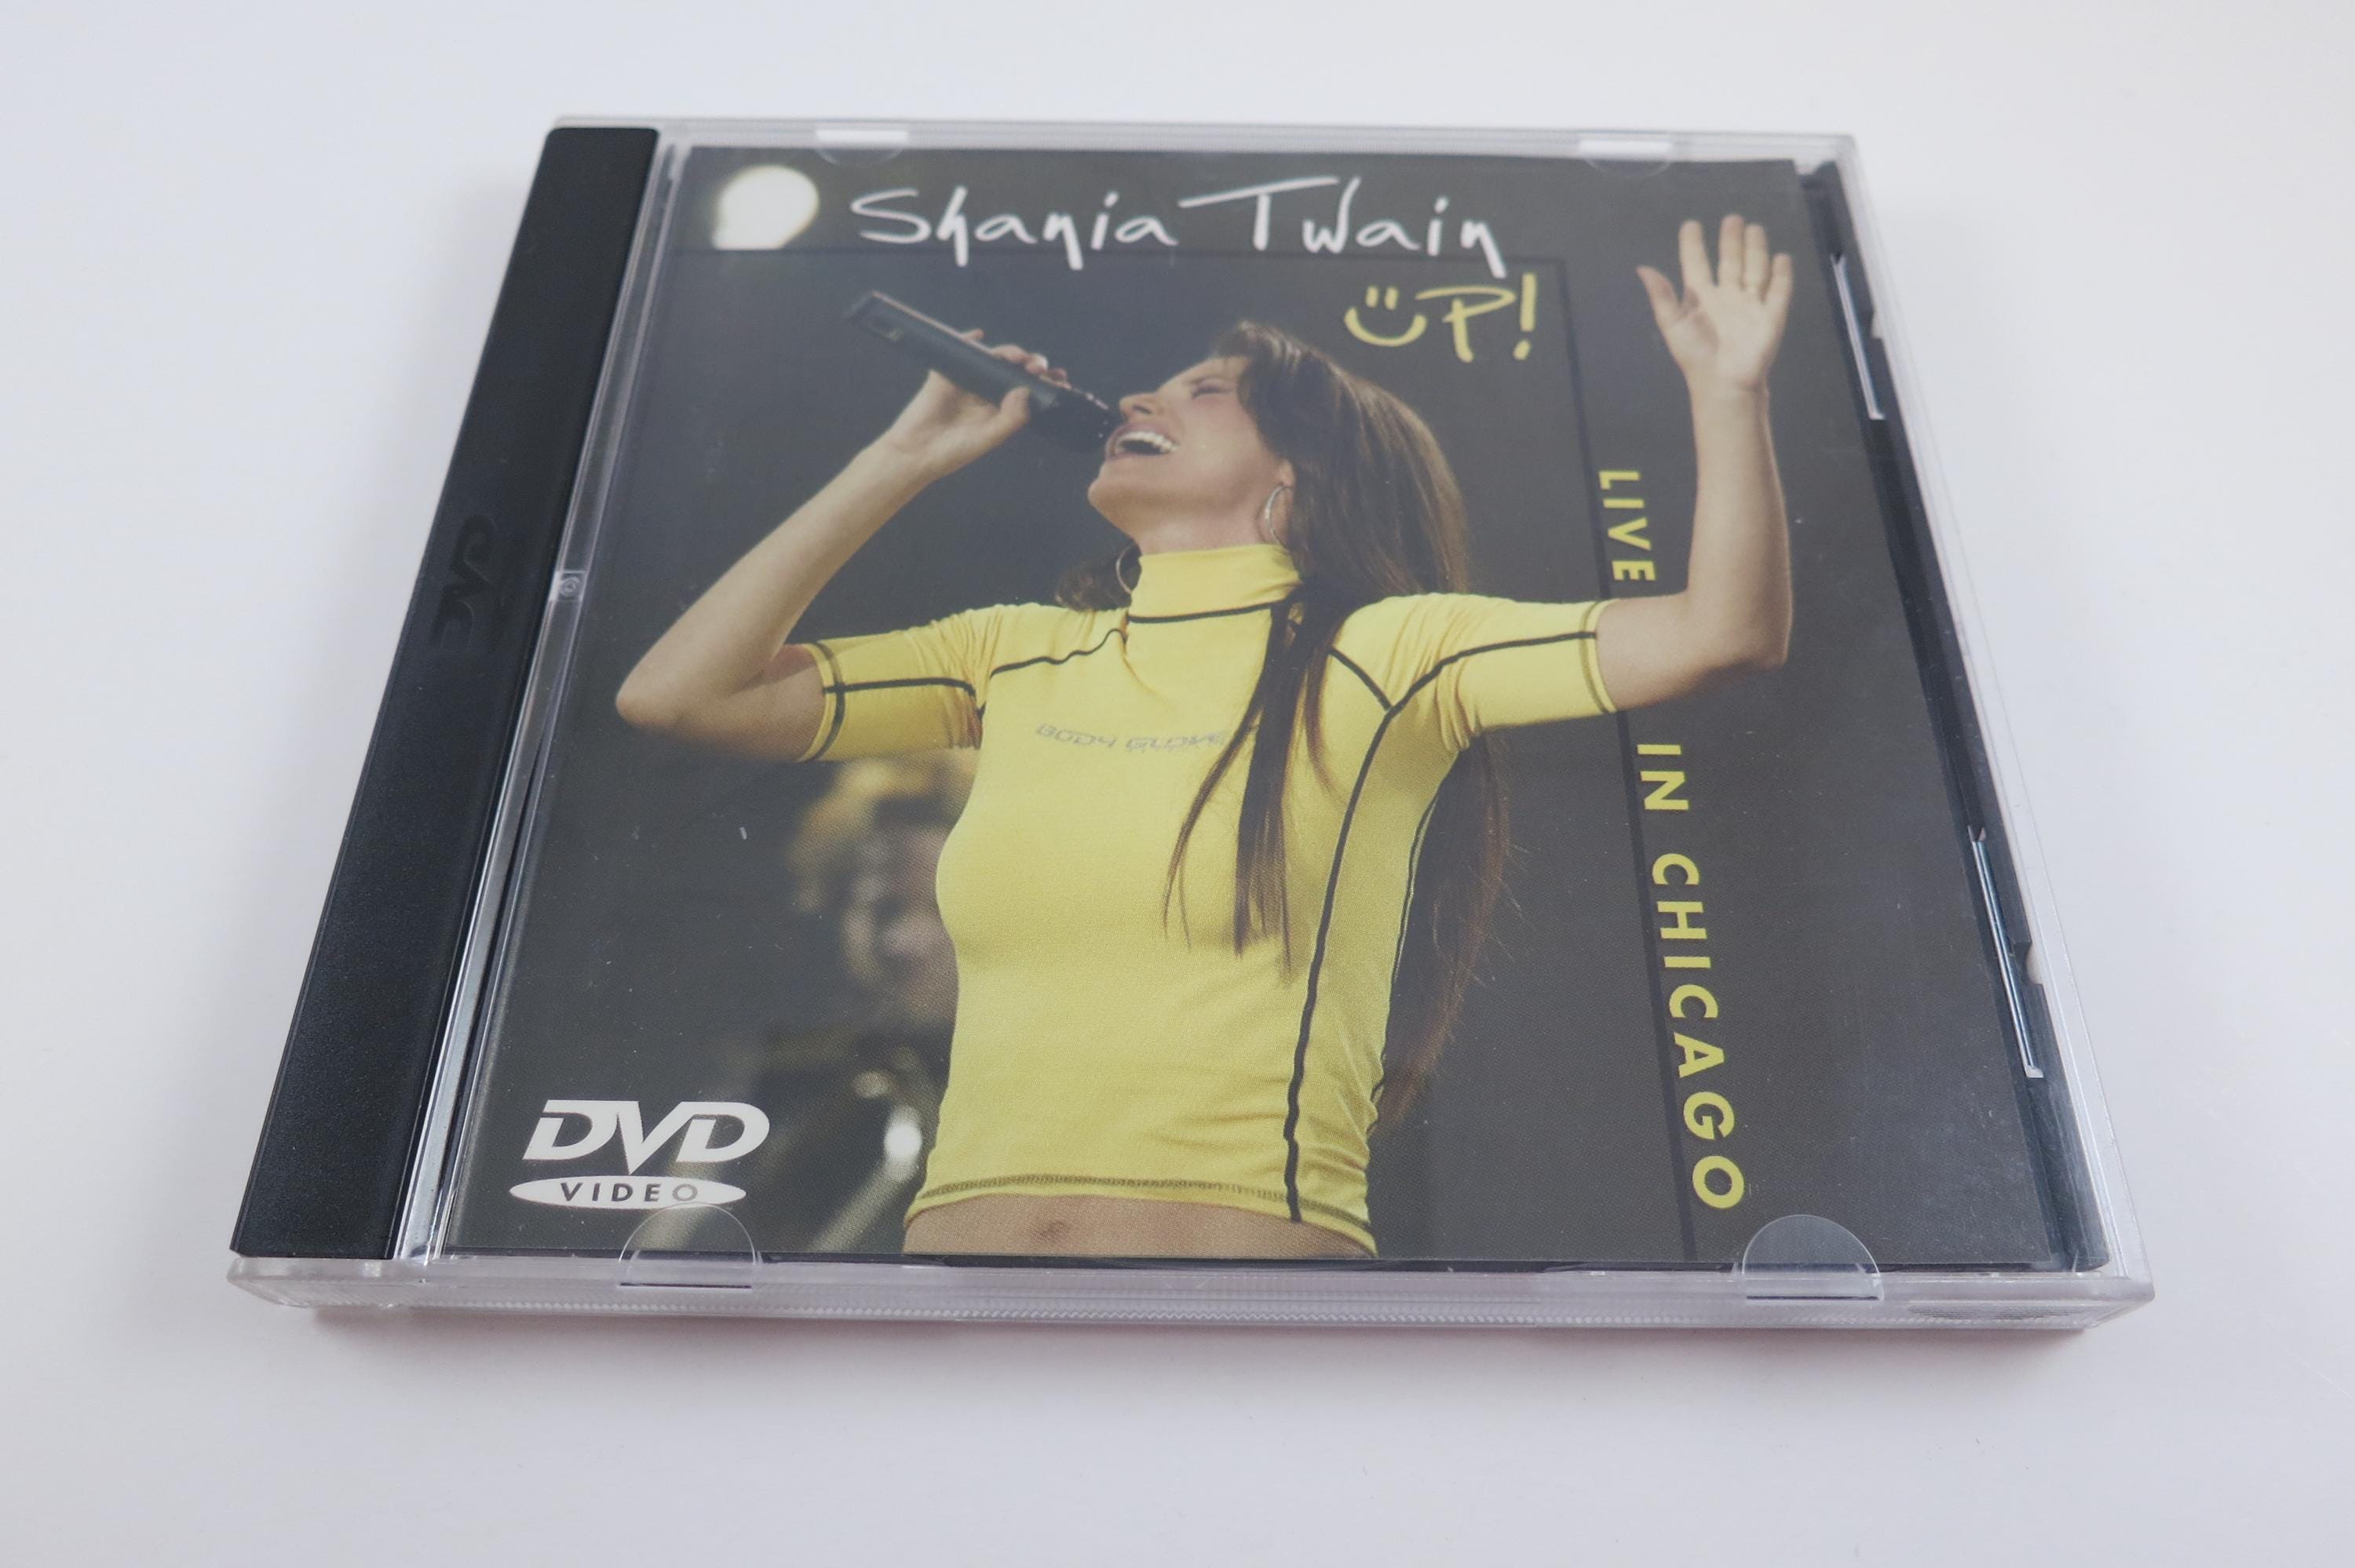 Shania Twain
UP!
LIVE IN CHICAGO
BODY GLOVE
DVD
DVD
VIDEO